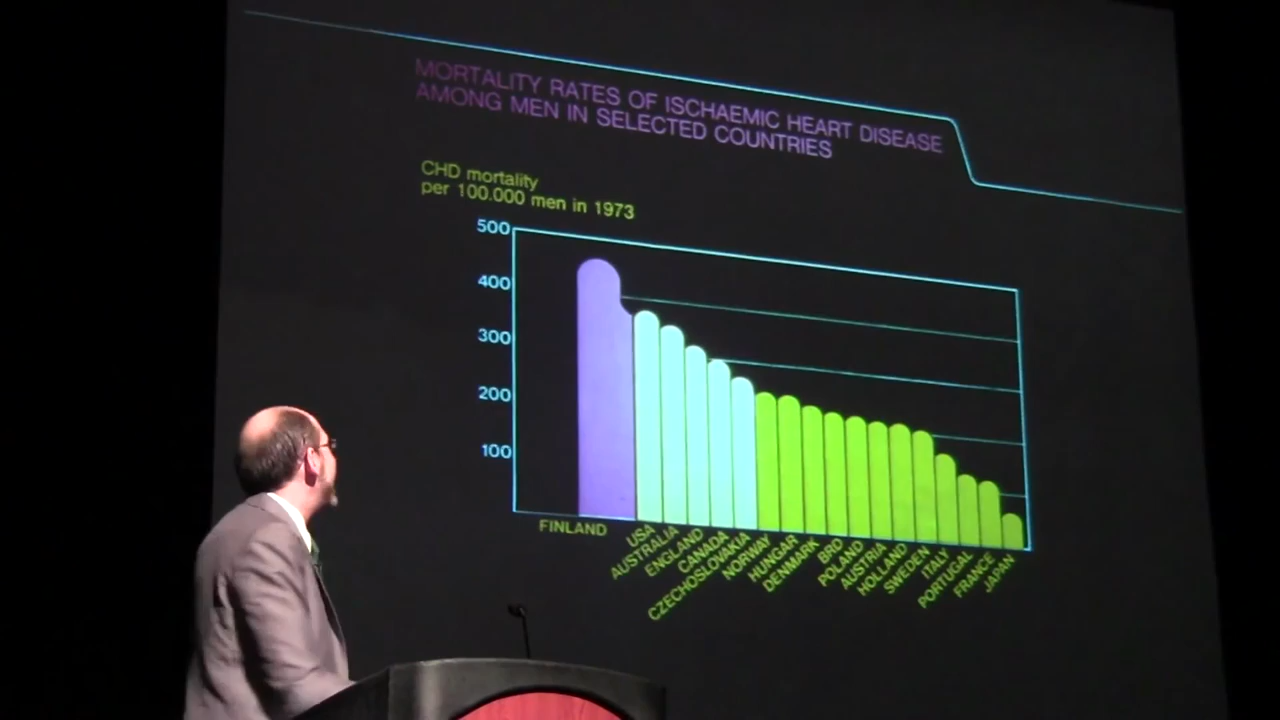 MORTALITY RATES OF ISCHAEMIC HEART DISEASE
AMONG MEN IN SELECTED COUNTRIES
CHD mortality
per 100.000 men in 1973
500
400
300
200
100
FINLAND
USA
AUSTRALIA
ENGLAND
CANADA
CZECHOSLOVAKIA
NORWAY
HUNGAR
DENMARK
BRD
POLAND
AUSTRIA
HOLLAND
SWEDEN
ITALY
PORTUGAL
FRANCE
JAPAN